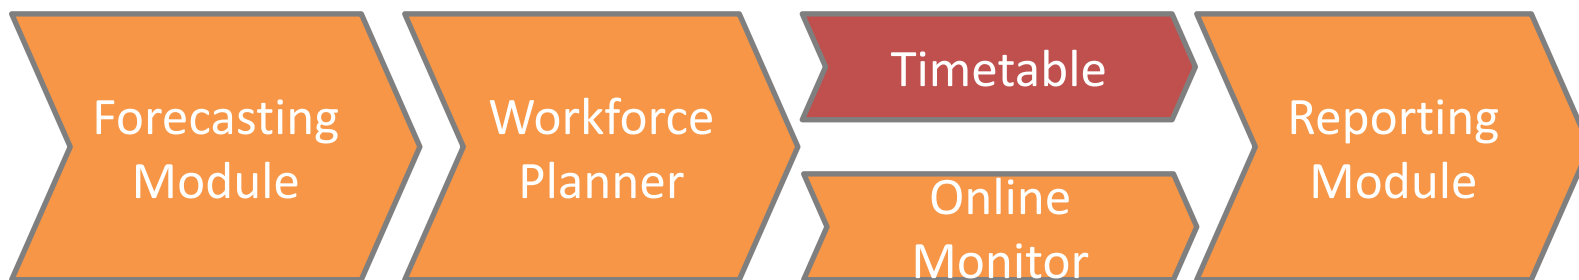 Forecasting
Module
Workforce
Planner
Timetable
Online
Monitor
Reporting
Module